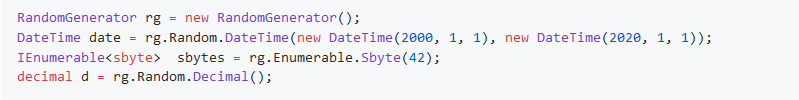 RandomGenerator rg = new RandomGenerator();
DateTime date = rg.Random.DateTime(new DateTime(2000, 1, 1), new DateTime(2020, 1, 1));
IEnumerable<sbyte>  sbytes = rg.Enumerable.Sbyte(42);
decimal d = rg.Random.Decimal();